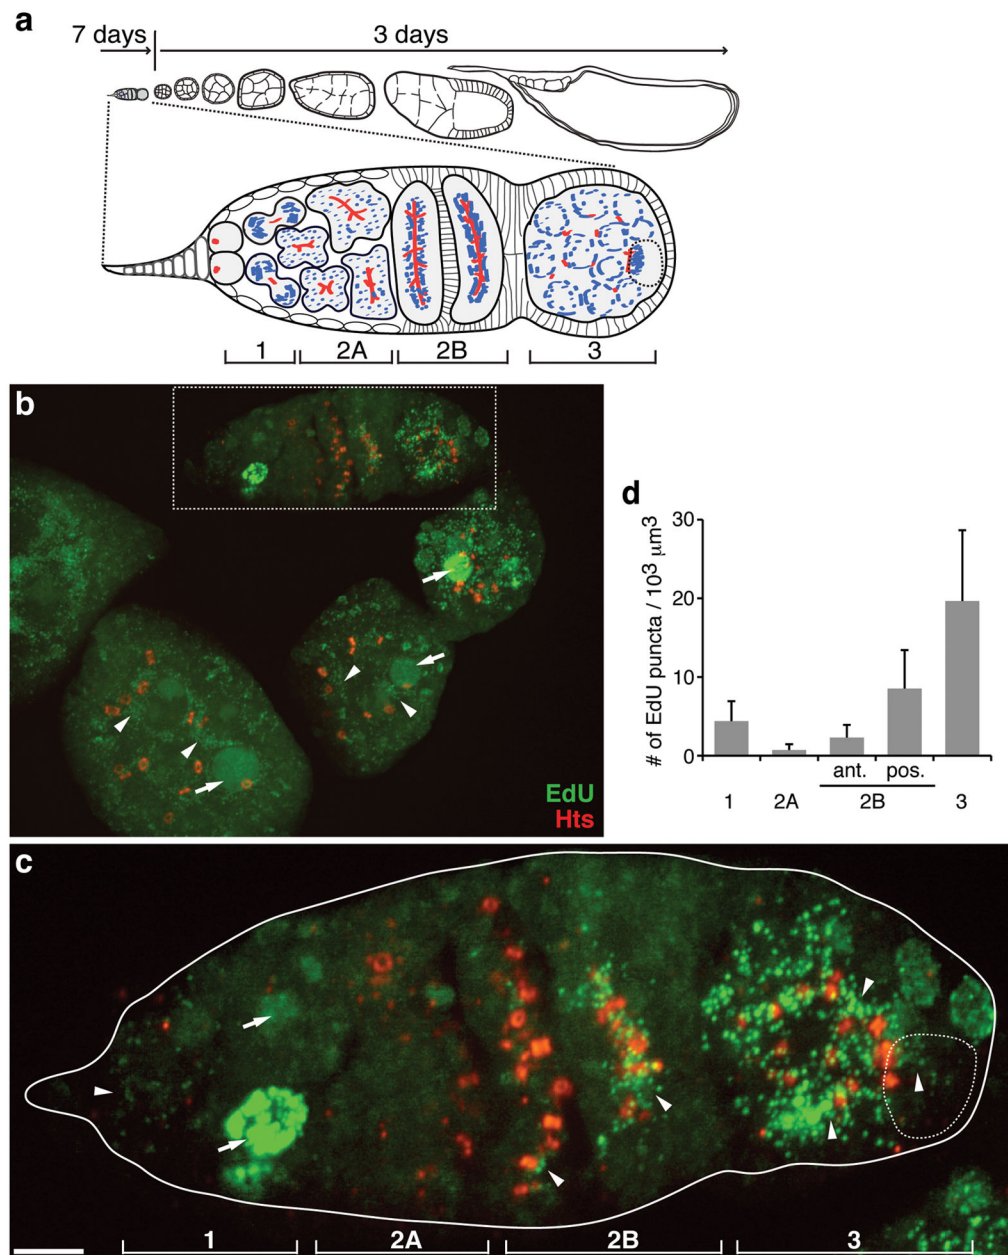 a
7 days
3 days
1 2A 2B 3
b
EdU
Hts
d
# of EdU puncta / 10³ μm³
30
20
10
0
ant. pos.
1 2A 2B 3
c
1 2A 2B 3